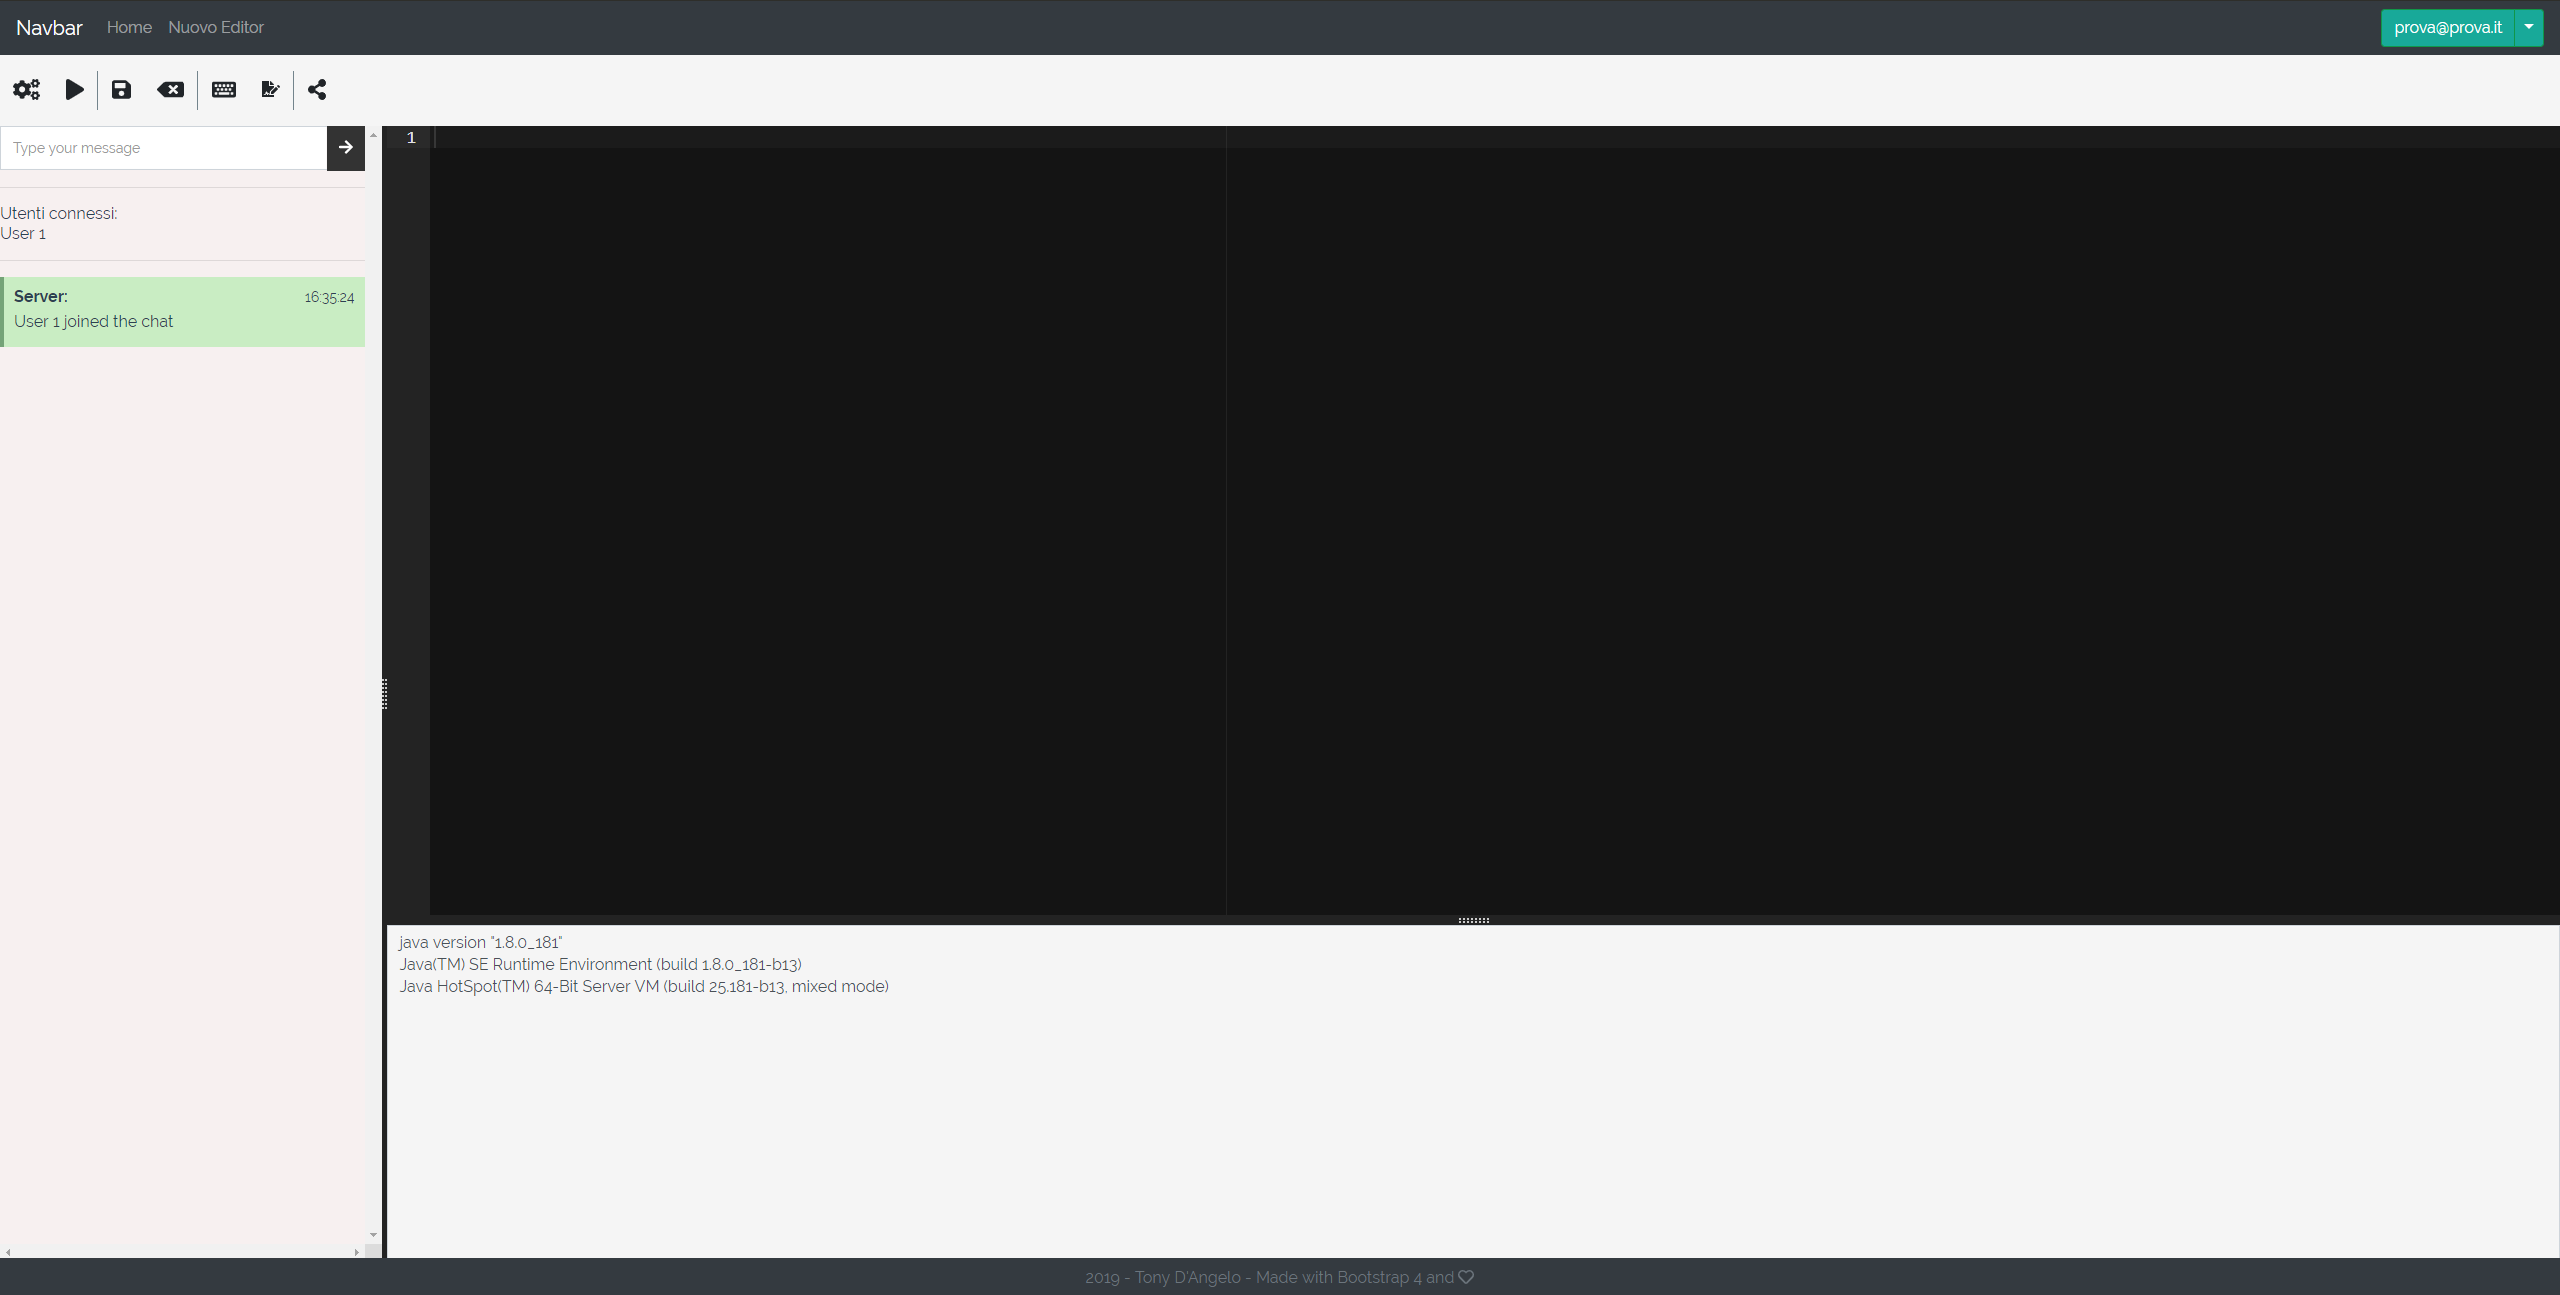 Navbar Home Nuovo Editor prova@prova.it
Type your message
Utenti connessi:
User 1
Server: 16:35:24
User 1 joined the chat
1
java version "1.8.0_181"
Java(TM) SE Runtime Environment (build 1.8.0_181-b13)
Java HotSpot(TM) 64-Bit Server VM (build 25.181-b13, mixed mode)
2019 - Tony D'Angelo - Made with Bootstrap 4 and